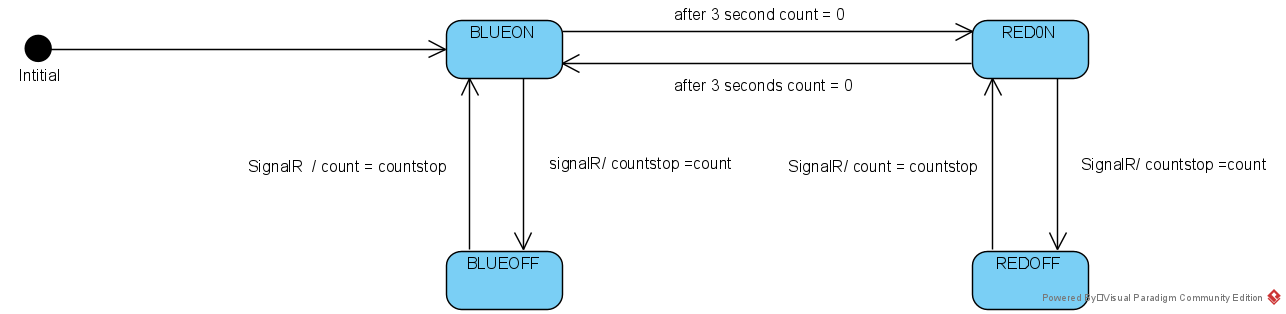 after 3 second count = 0
BLUEON
RED0N
Intitial
after 3 seconds count = 0
SignalR / count = countstop
signalR/ countstop =count
SignalR/ count = countstop
SignalR/ countstop =count
BLUEOFF
REDOFF
Powered By□Visual Paradigm Community Edition